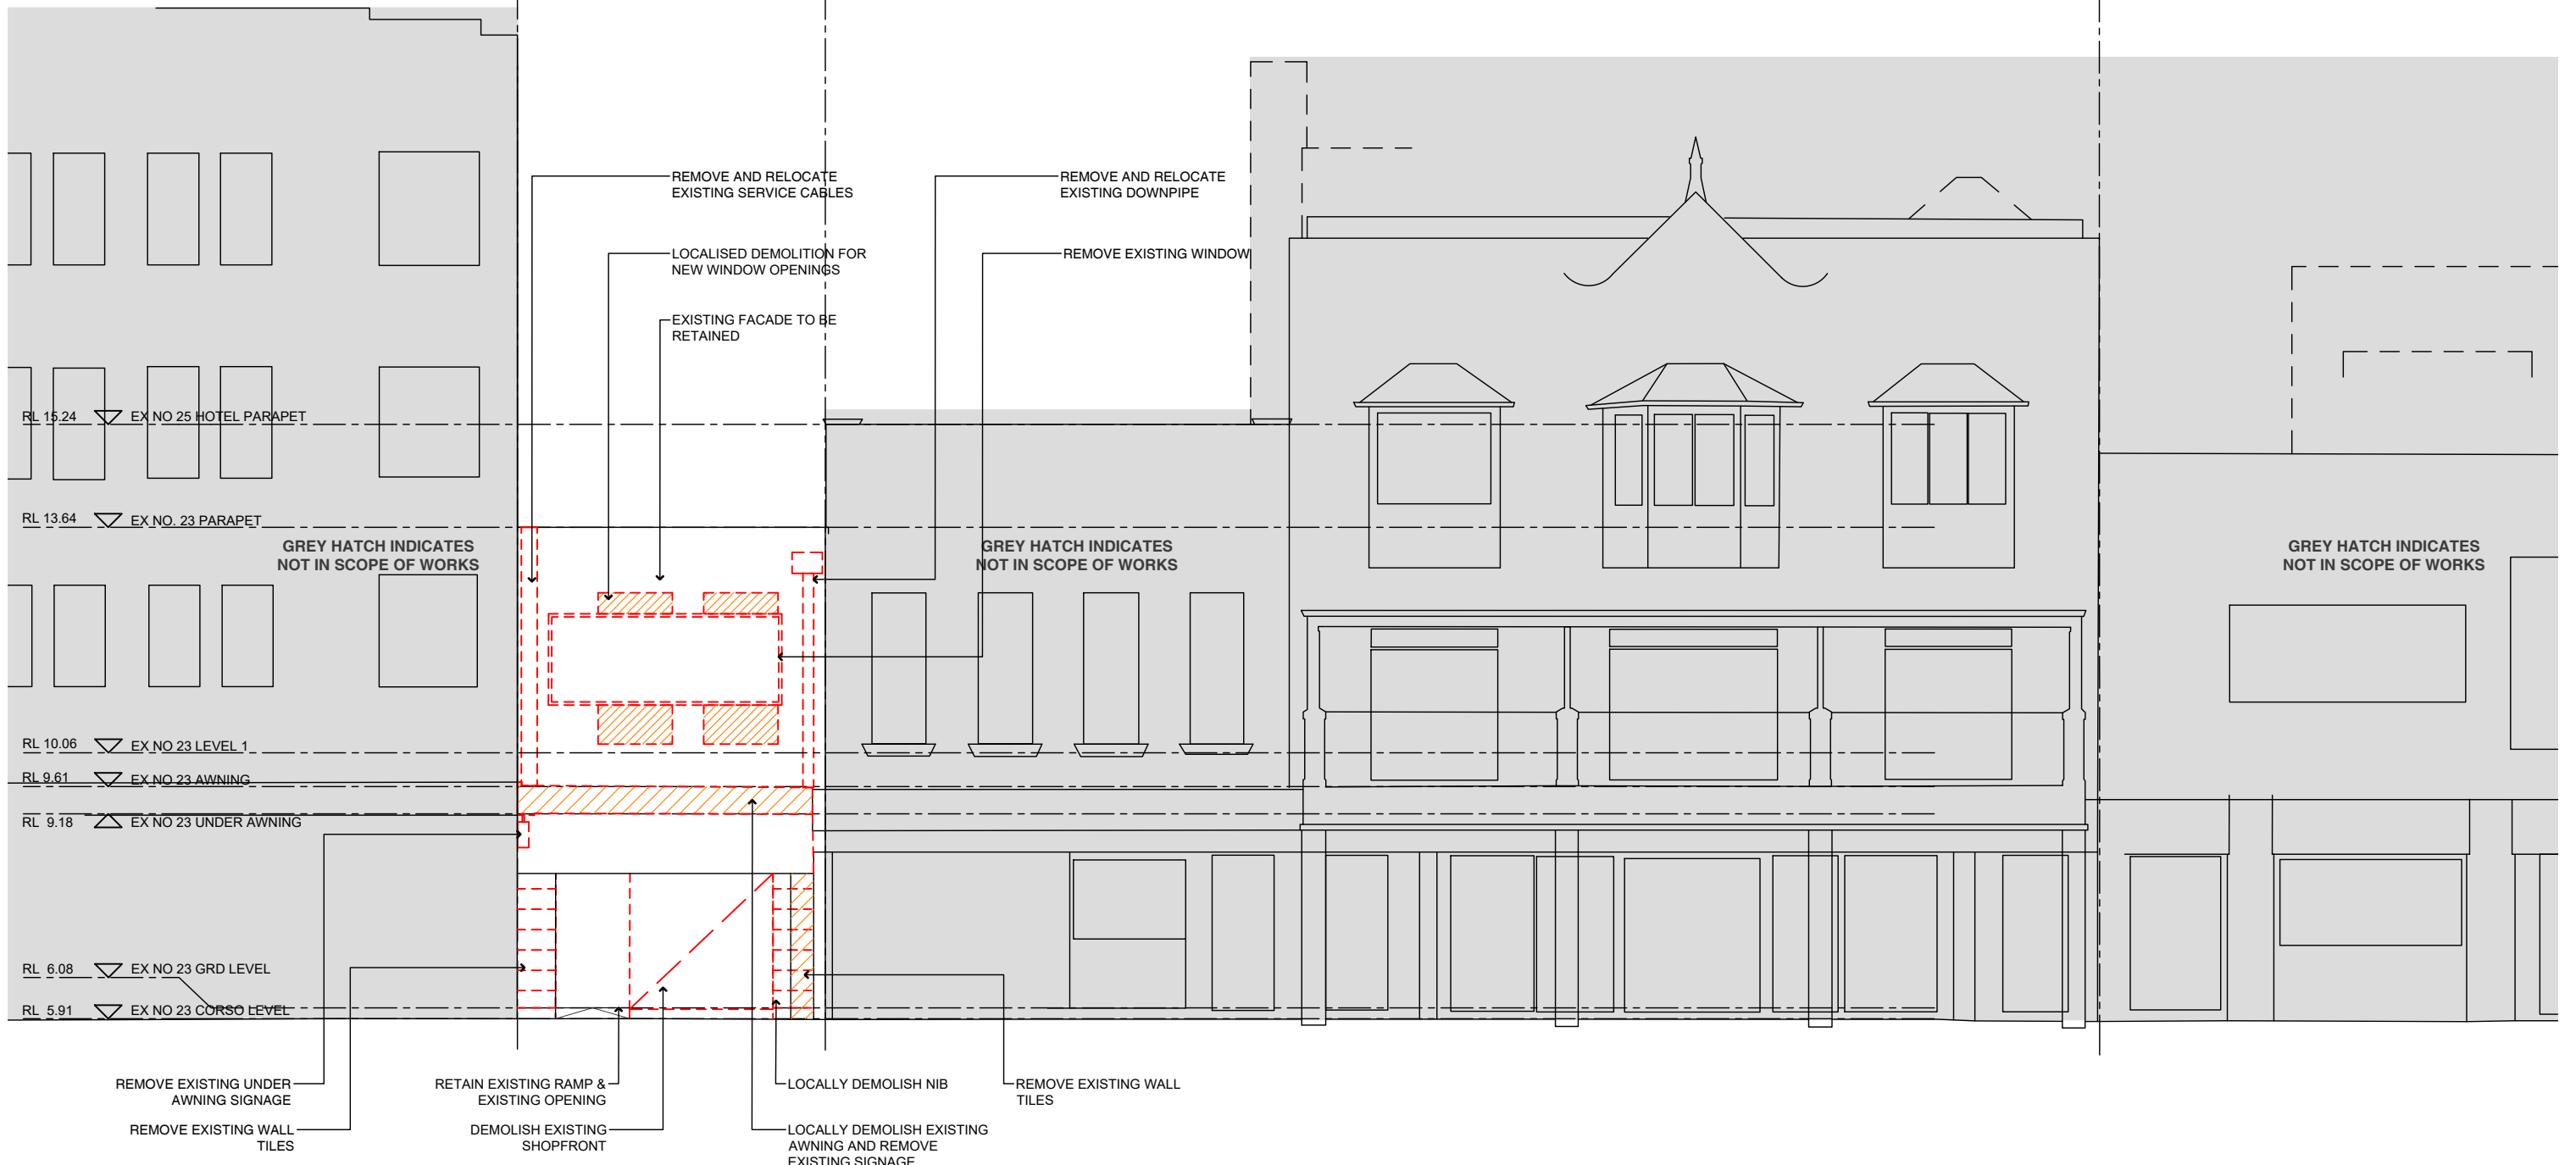 REMOVE AND RELOCATE
EXISTING SERVICE CABLES
REMOVE AND RELOCATE
EXISTING DOWNPIPE
LOCALISED DEMOLITION FOR
NEW WINDOW OPENINGS
REMOVE EXISTING WINDOW
EXISTING FACADE TO BE
RETAINED
RL 15.24 EX NO 25 HOTEL PARAPET
RL 13.64 EX NO. 23 PARAPET
GREY HATCH INDICATES
NOT IN SCOPE OF WORKS
GREY HATCH INDICATES
NOT IN SCOPE OF WORKS
GREY HATCH INDICATES
NOT IN SCOPE OF WORKS
RL 10.06 EX NO 23 LEVEL 1
RL 9.61 EX NO 23 AWNING
RL 9.18 EX NO 23 UNDER AWNING
RL 6.08 EX NO 23 GRD LEVEL
RL 5.91 EX NO 23 CORSO LEVEL
REMOVE EXISTING UNDER
AWNING SIGNAGE
RETAIN EXISTING RAMP &
EXISTING OPENING
LOCALLY DEMOLISH NIB
REMOVE EXISTING WALL
TILES
REMOVE EXISTING WALL
TILES
DEMOLISH EXISTING
SHOPFRONT
LOCALLY DEMOLISH EXISTING
AWNING AND REMOVE
EXISTING SIGNAGE